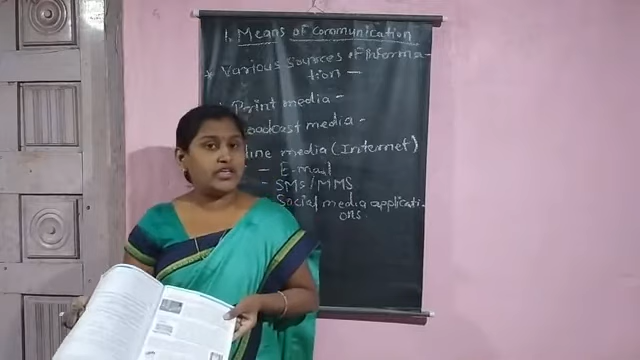 1. Means of Communication
* Various sources of Informa-
tion -
Print media -
oadcast media -
line media (Internet)
- E-mail
- SMS/MMS
Social media applicati-
ons.